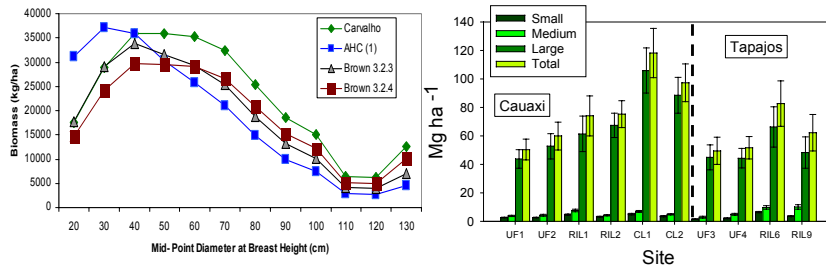 Biomass (kg/ha)
40000
35000
30000
25000
20000
15000
10000
5000
0
20 30 40 50 60 70 80 90 100 110 120 130
Mid- Point Diameter at Breast Height (cm)
Carvalho
AHC (1)
Brown 3.2.3
Brown 3.2.4
Mg ha -1
140
120
100
80
60
40
20
0
Small
Medium
Large
Total
Cauaxi
Tapajos
UF1 UF2 RIL1 RIL2 CL1 CL2 UF3 UF4 RIL6 RIL9
Site